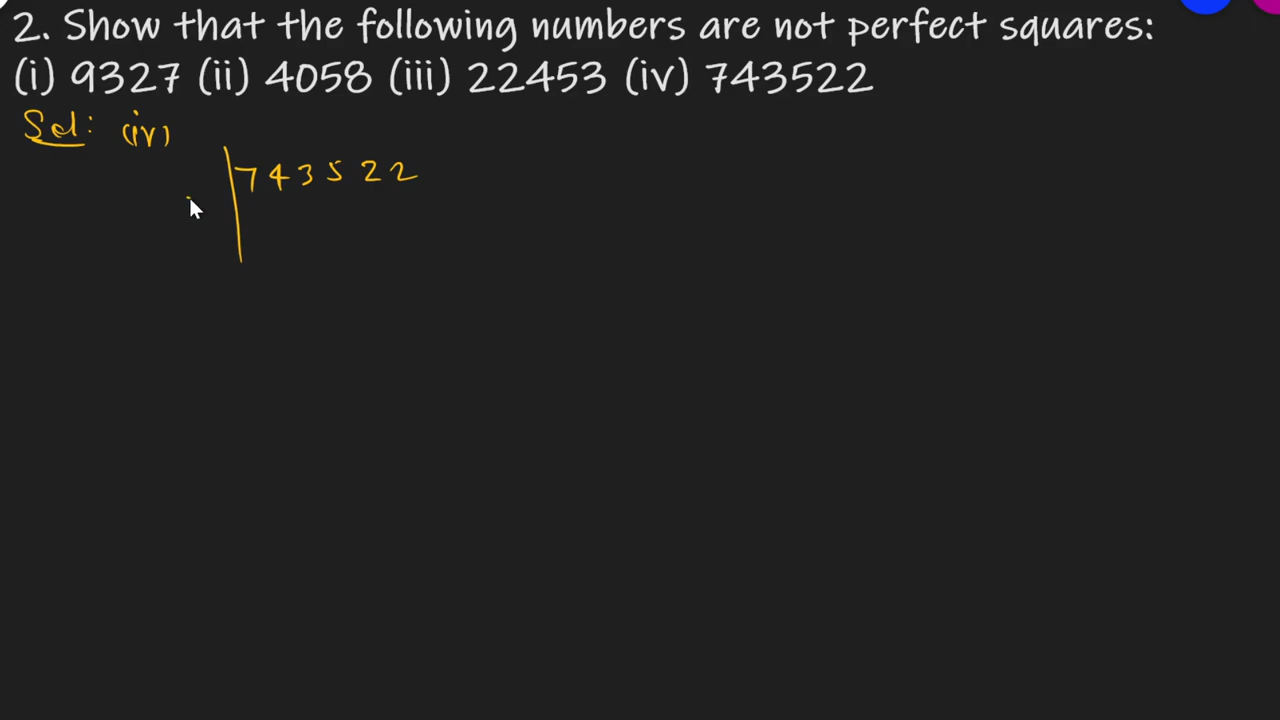 2. Show that the following numbers are not perfect squares:
(i) 9327 (ii) 4058 (iii) 22453 (iv) 743522
Sol: (iv)
743522